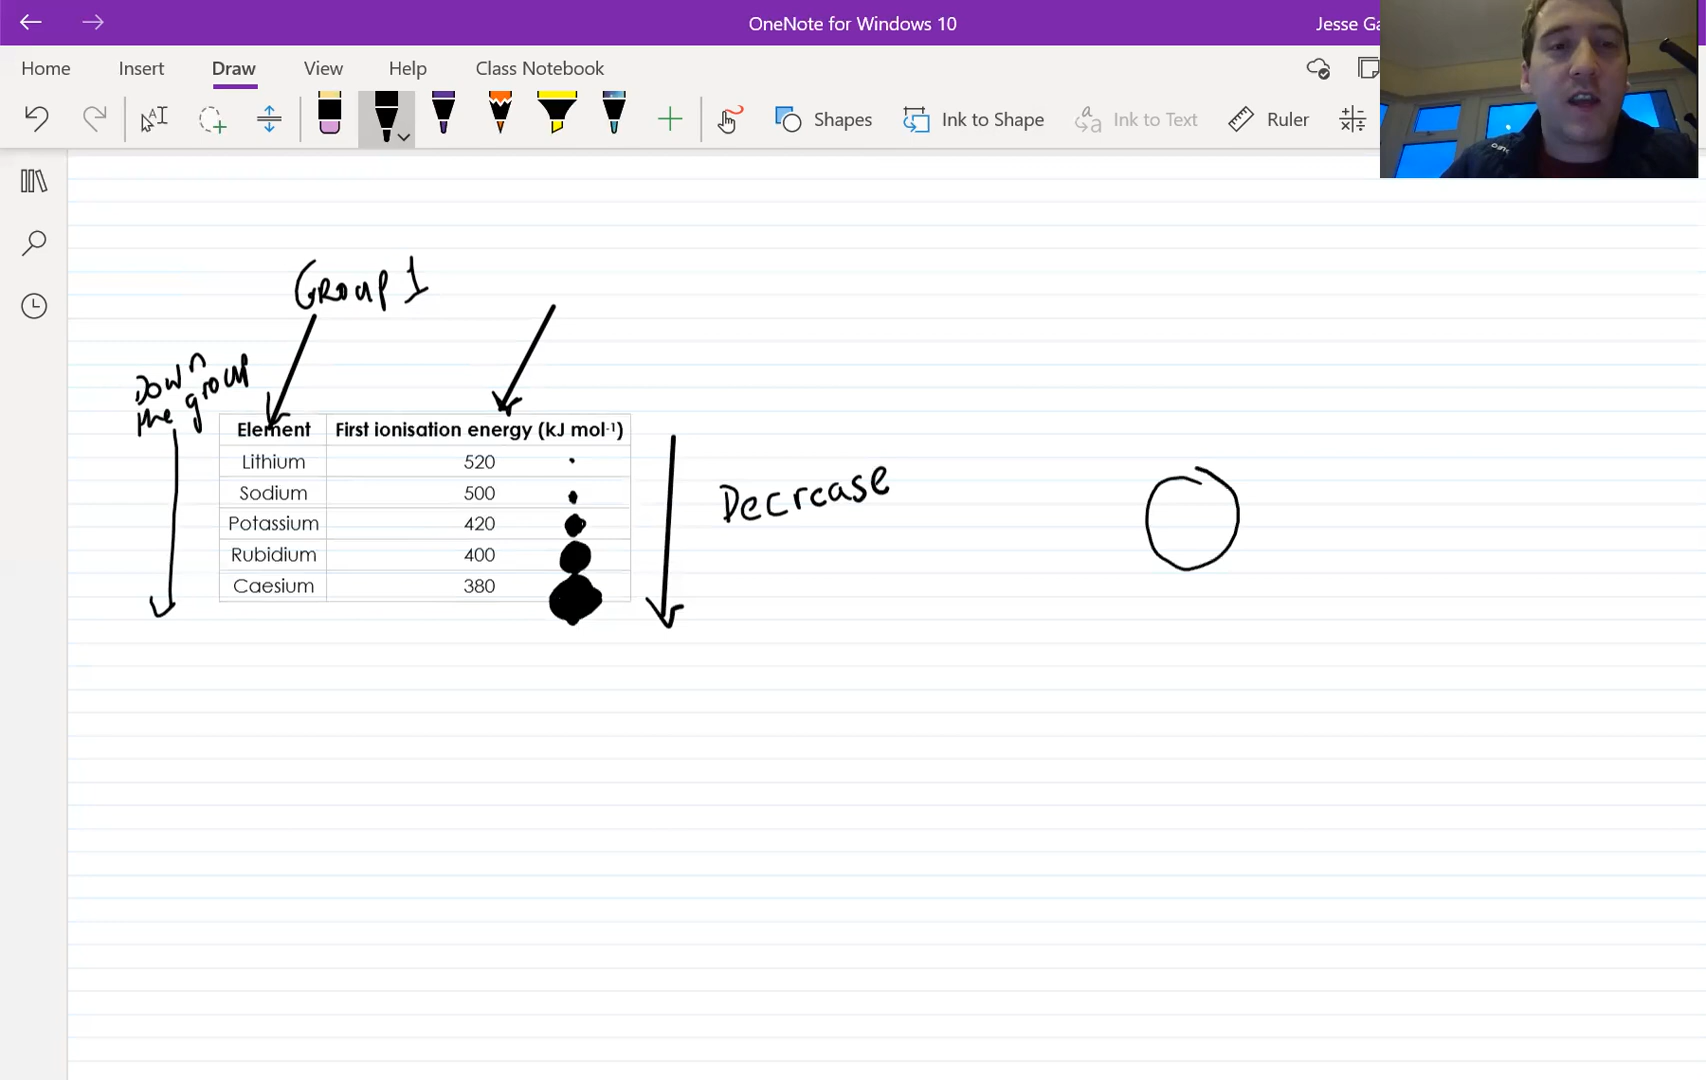 OneNote for Windows 10
Jesse Ga
Home Insert Draw View Help Class Notebook
Shapes Ink to Shape Ink to Text Ruler
Group 1
Down
the group
Element First ionisation energy (kJ mol-1)
Lithium 520
Sodium 500
Potassium 420
Rubidium 400
Caesium 380
Decrease